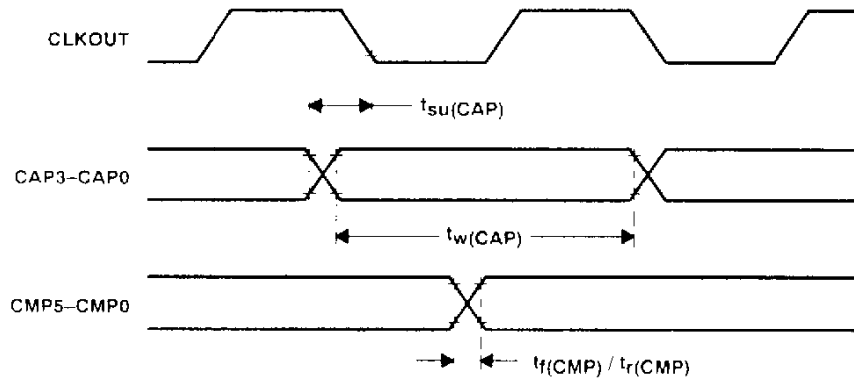 CLKOUT
tsu(CAP)
CAP3–CAP0
tw(CAP)
CMP5–CMP0
tf(CMP) / tr(CMP)